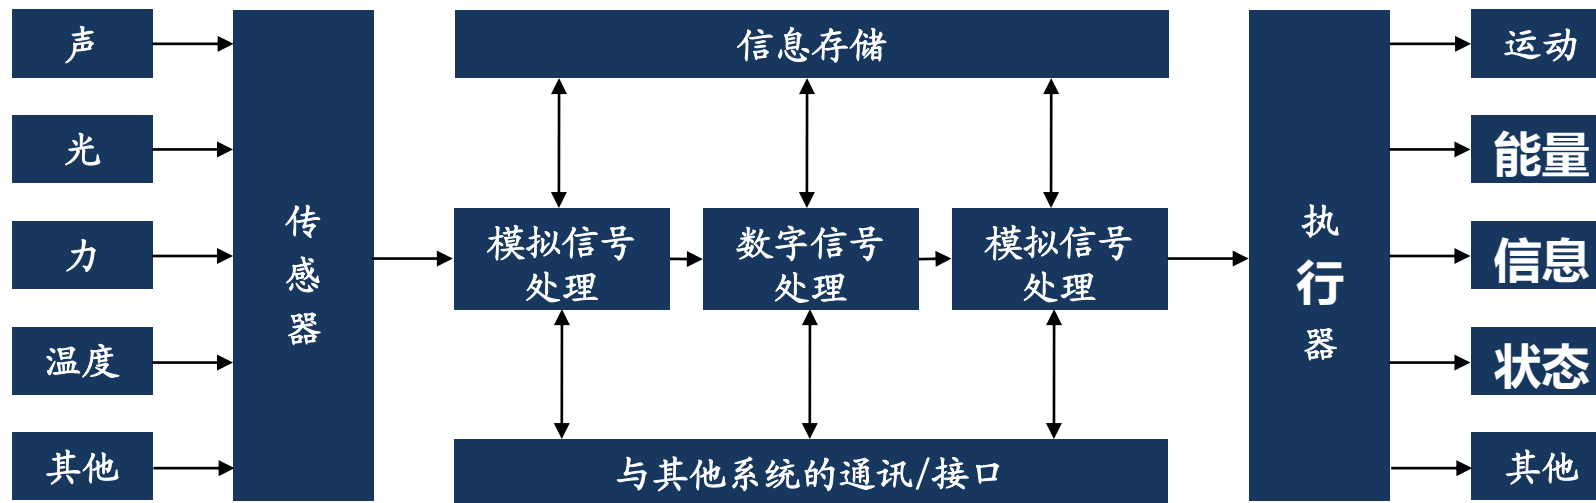 声
光
力
温度
其他
传
感
器
信息存储
模拟信号
处理
数字信号
处理
模拟信号
处理
与其他系统的通讯/接口
执
行
器
运动
能量
信息
状态
其他